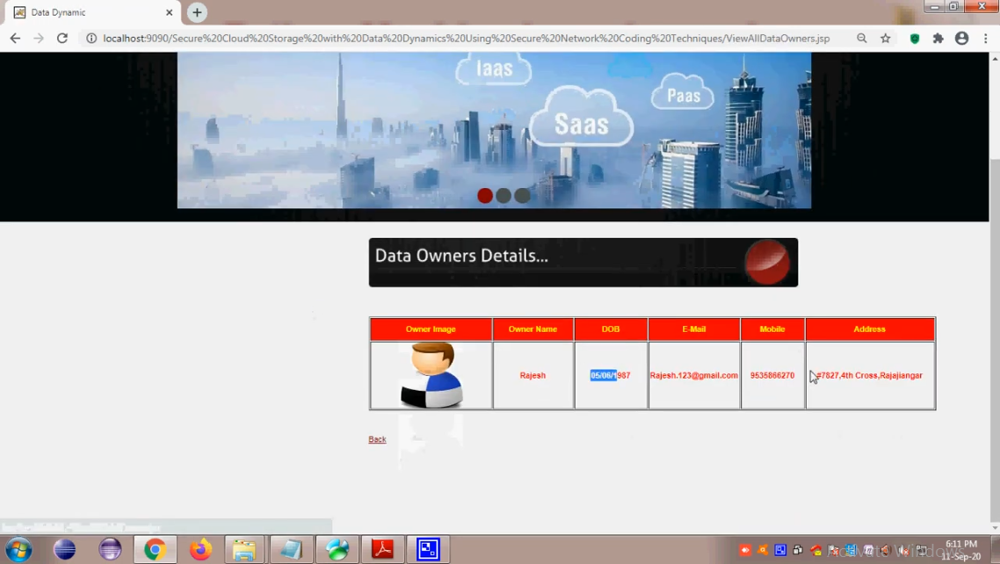 Data Dynamic
localhost:9090/Secure%20Cloud%20Storage%20with%20Data%20Dynamics%20Using%20Secure%20Network%20Coding%20Techniques/ViewAllDataOwners.jsp
Iaas
Paas
Saas
Data Owners Details...
Owner Image Owner Name DOB E-Mail Mobile Address
Rajesh 05/06/1987 Rajesh.123@gmail.com 9535866270 #7827,4th Cross,Rajajiangar
Back
6:11 PM
Activate Windows
11-Sep-20